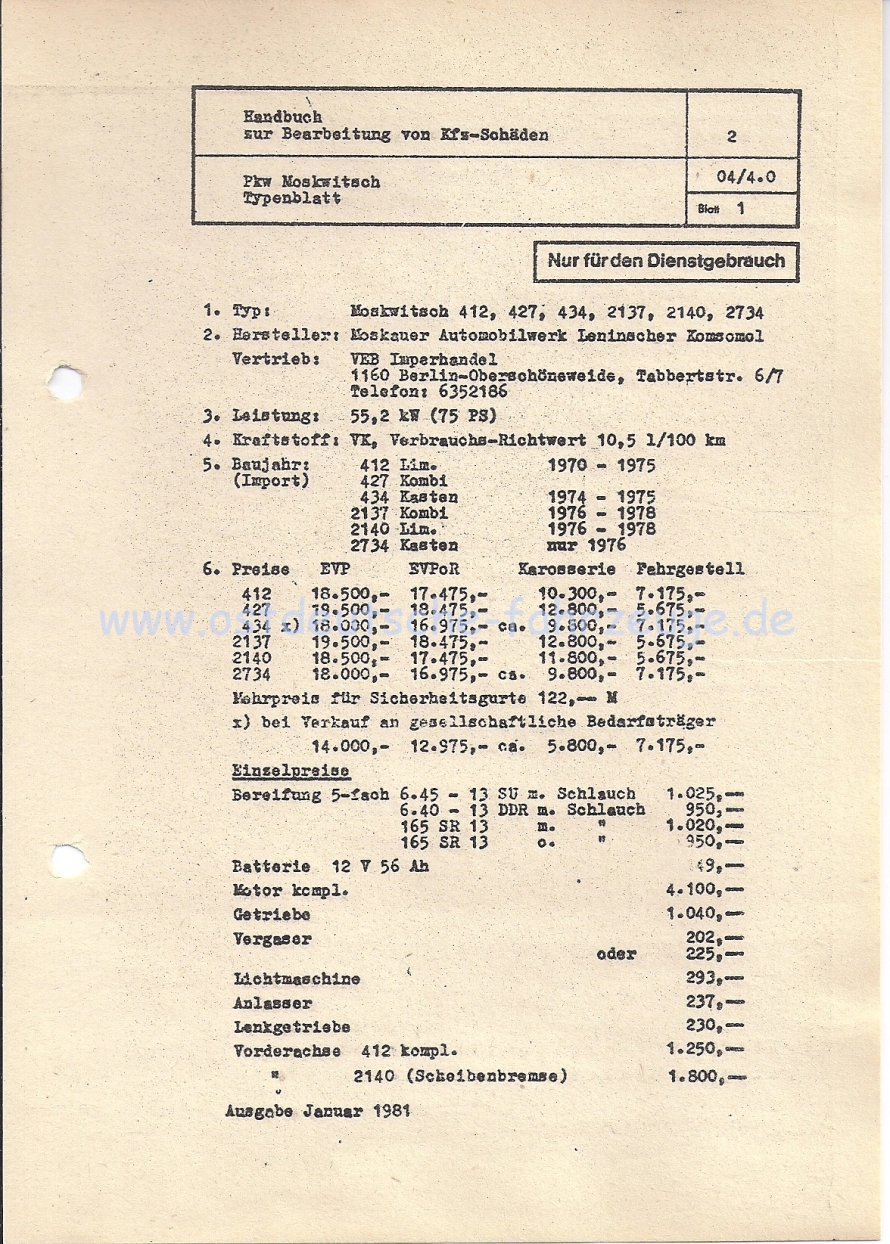 Handbuch
zur Bearbeitung von Kfz-Schäden
2
Pkw Moskwitsch
Typenblatt
04/4.0
Blatt 1
Nur für den Dienstgebrauch
1. Typ: Moskwitsch 412, 427, 434, 2137, 2140, 2734
2. Hersteller: Moskauer Automobilwerk Leninscher Komsomol
Vertrieb: VEB Imperhandel
1160 Berlin-Oberschöneweide, Tabbertstr. 6/7
Telefon: 6352186
3. Leistung: 55,2 kW (75 PS)
4. Kraftstoff: VK, Verbrauchs-Richtwert 10,5 l/100 km
5. Baujahr: 412 Lim. 1970 - 1975
(Import) 427 Kombi
434 Kasten 1974 - 1975
2137 Kombi 1976 - 1978
2140 Lim. 1976 - 1978
2734 Kasten nur 1976
6. Preise EVP EVPoR Karosserie Fahrgestell
412 18.500,- 17.475,- 10.300,- 7.175,-
427 19.500,- 18.475,- 12.800,- 5.675,-
434 x) 18.000,- 16.975,- ca. 9.800,- 7.175,-
2137 19.500,- 18.475,- 12.800,- 5.675,-
2140 18.500,- 17.475,- 11.800,- 5.675,-
2734 18.000,- 16.975,- ca. 9.800,- 7.175,-
www.ostdeutsche-fahrzeuge.de
Mehrpreis für Sicherheitsgurte 122,-- M
x) bei Verkauf an gesellschaftliche Bedarfsträger
14.000,- 12.975,- ca. 5.800,- 7.175,-
Einzelpreise
Bereifung 5-fach 6.45 - 13 SU m. Schlauch 1.025,--
6.40 - 13 DDR m. Schlauch 950,--
165 SR 13 m. " 1.020,--
165 SR 13 o. " 950,--
Batterie 12 V 56 Ah
Motor kompl. 4.100,--
Getriebe 1.040,--
Vergaser 202,--
oder 225,--
Lichtmaschine 293,--
Anlasser 237,--
Lenkgetriebe 230,--
Vorderachse 412 kompl. 1.250,--
" 2140 (Scheibenbremse) 1.800,--
Ausgabe Januar 1981